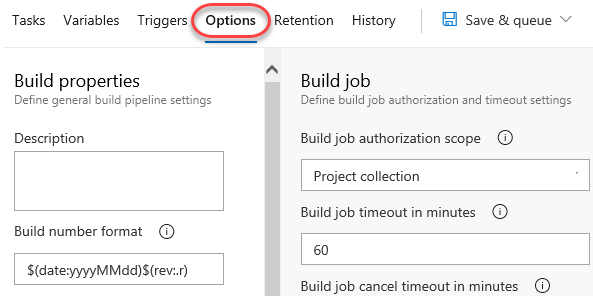 Tasks Variables Triggers Options Retention History Save & queue
Build properties
Define general build pipeline settings
Description
Build number format
$(date:yyyyMMdd)$(rev:.r)
Build job
Define build job authorization and timeout settings
Build job authorization scope
Project collection
Build job timeout in minutes
60
Build job cancel timeout in minutes